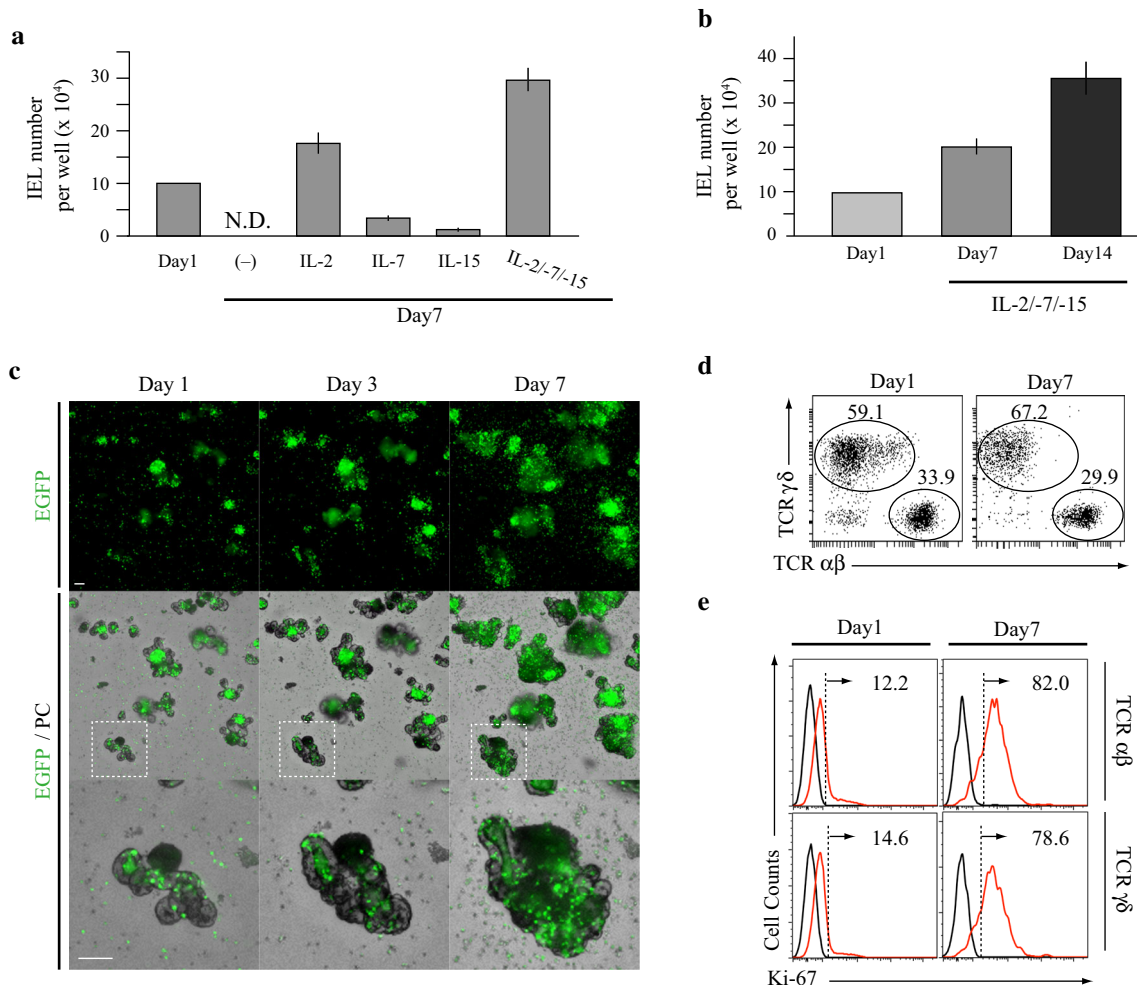 a
IEL number
per well (x 10⁴)
30
20
10
0
N.D.
Day1
(–)
IL-2
IL-7
IL-15
IL-2/-7/-15
Day7
b
IEL number
per well (x 10⁴)
40
30
20
10
0
Day1
Day7
Day14
IL-2/-7/-15
c
Day 1
Day 3
Day 7
EGFP
EGFP / PC
d
Day1
Day7
59.1
67.2
33.9
29.9
TCR γδ
TCR αβ
e
Day1
Day7
12.2
82.0
TCR αβ
14.6
78.6
TCR γδ
Cell Counts
Ki-67